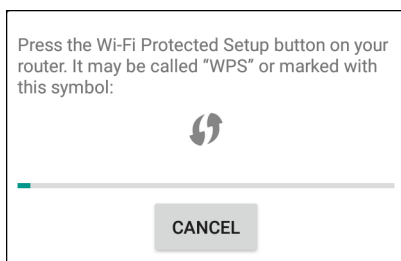 Press the Wi-Fi Protected Setup button on your
router. It may be called “WPS” or marked with
this symbol:
CANCEL